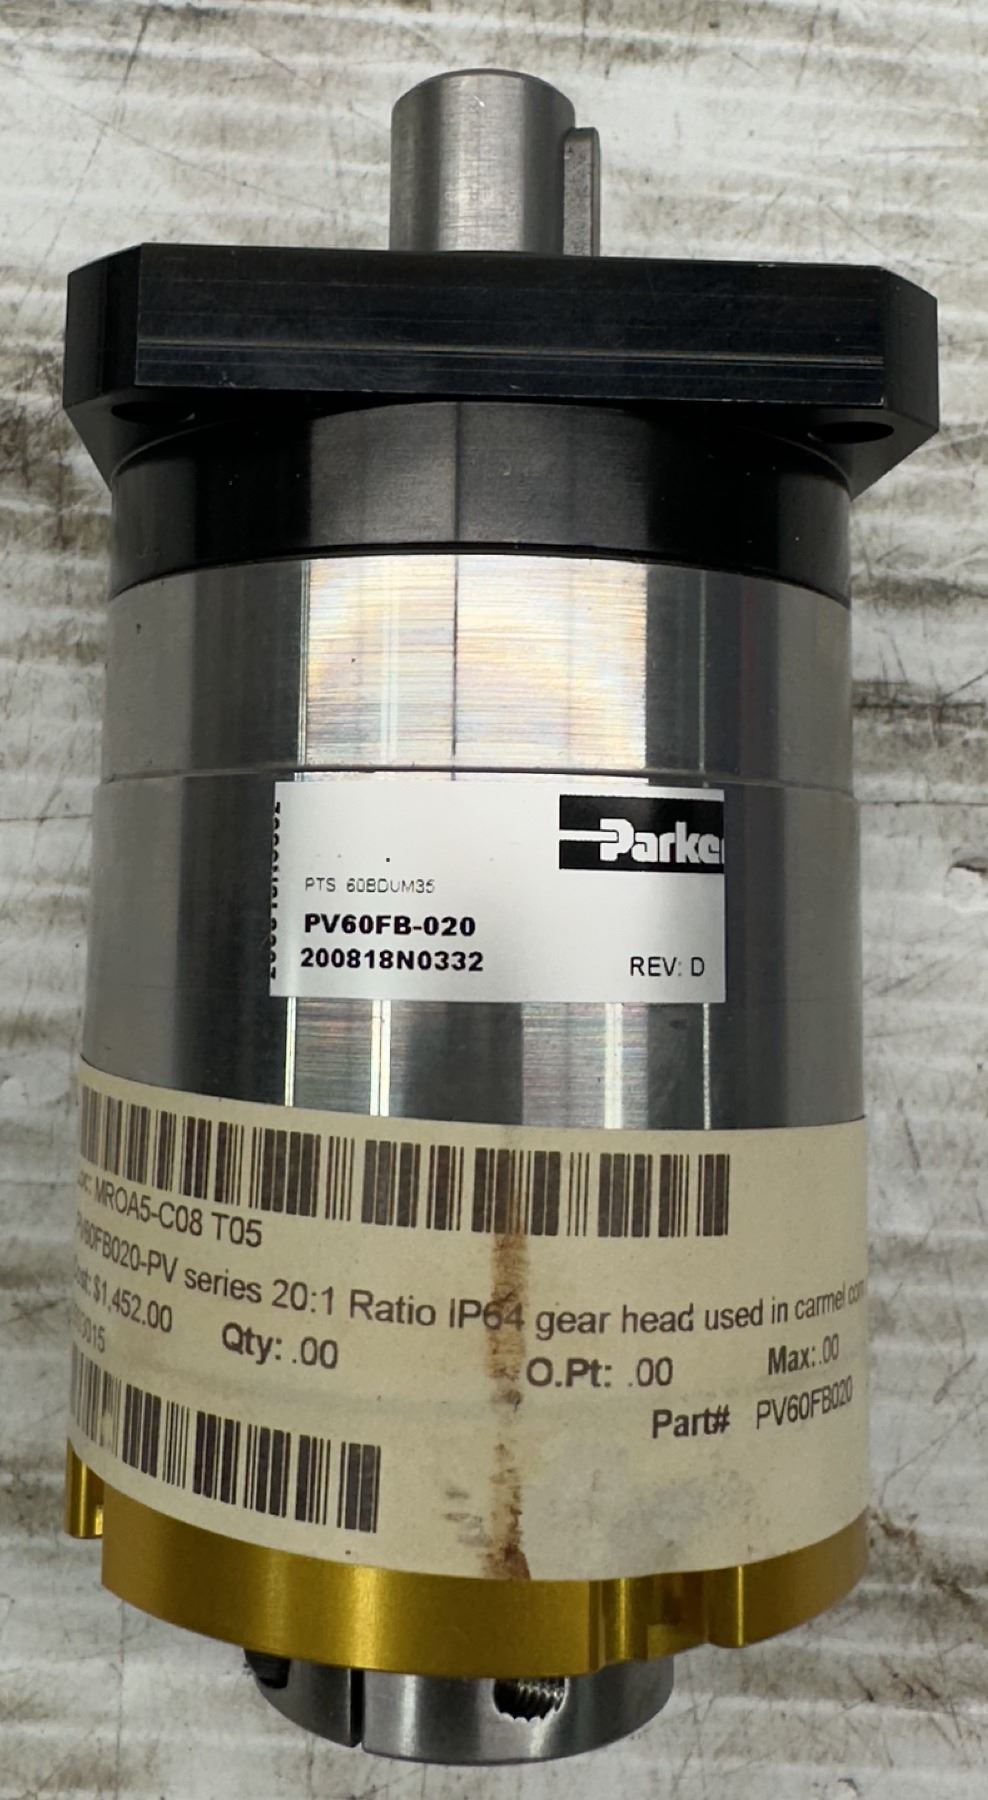 Parker
PTS 60BDUM35
PV60FB-020
200818N0332
REV: D
MROA5-C08 T05
PV60FB020-PV series 20:1 Ratio IP64 gear head used in carmel
$1,452.00
Qty: .00
O.Pt: .00
Max: .00
Part# PV60FB020